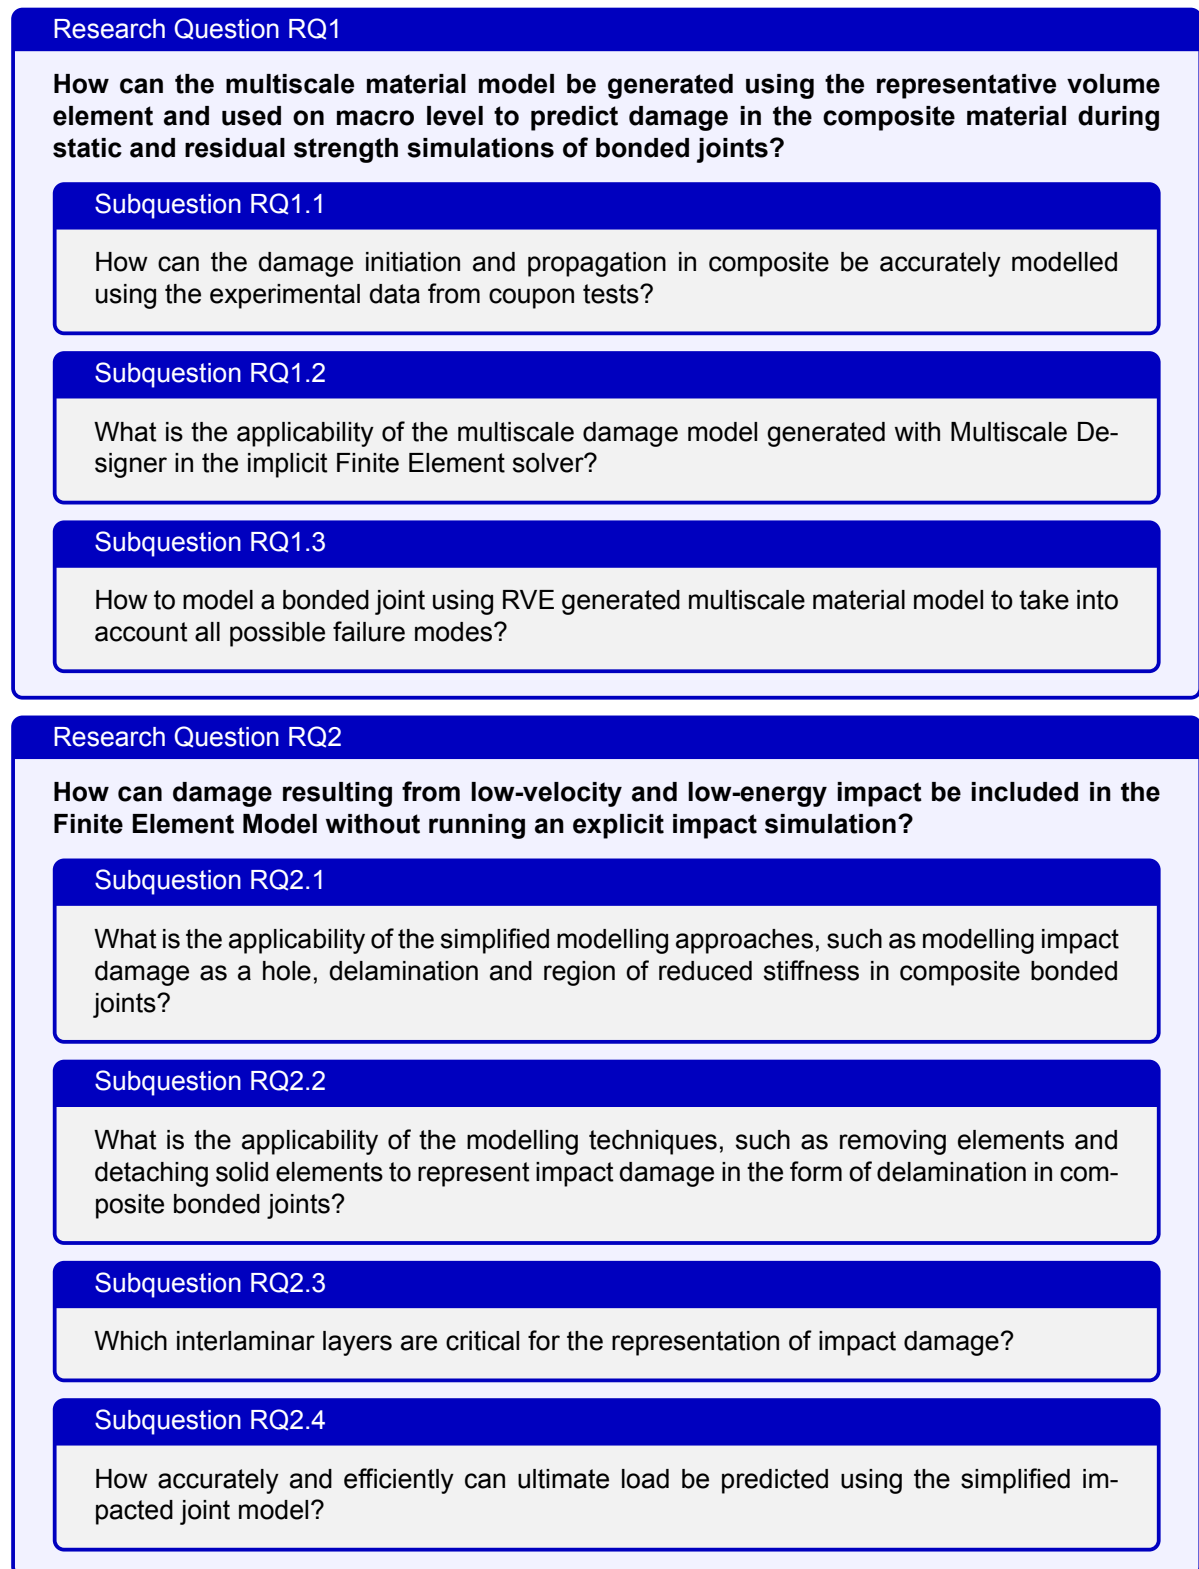 Research Question RQ1
How can the multiscale material model be generated using the representative volume
element and used on macro level to predict damage in the composite material during
static and residual strength simulations of bonded joints?
Subquestion RQ1.1
How can the damage initiation and propagation in composite be accurately modelled
using the experimental data from coupon tests?
Subquestion RQ1.2
What is the applicability of the multiscale damage model generated with Multiscale De-
signer in the implicit Finite Element solver?
Subquestion RQ1.3
How to model a bonded joint using RVE generated multiscale material model to take into
account all possible failure modes?
Research Question RQ2
How can damage resulting from low-velocity and low-energy impact be included in the
Finite Element Model without running an explicit impact simulation?
Subquestion RQ2.1
What is the applicability of the simplified modelling approaches, such as modelling impact
damage as a hole, delamination and region of reduced stiffness in composite bonded
joints?
Subquestion RQ2.2
What is the applicability of the modelling techniques, such as removing elements and
detaching solid elements to represent impact damage in the form of delamination in com-
posite bonded joints?
Subquestion RQ2.3
Which interlaminar layers are critical for the representation of impact damage?
Subquestion RQ2.4
How accurately and efficiently can ultimate load be predicted using the simplified im-
pacted joint model?